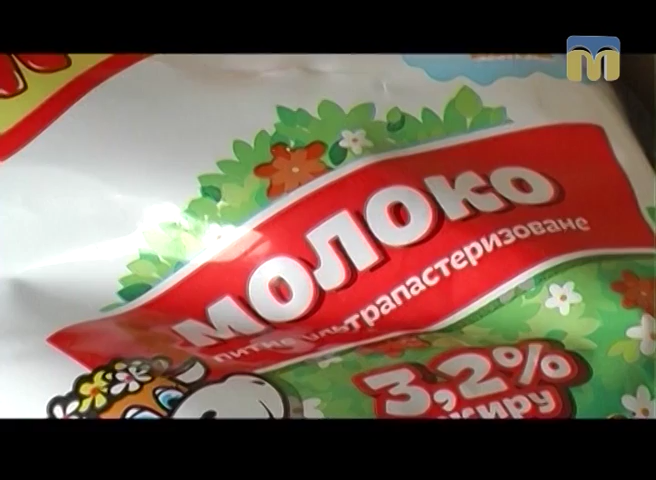 молоко
питне ультрапастеризоване
3,2%
жиру